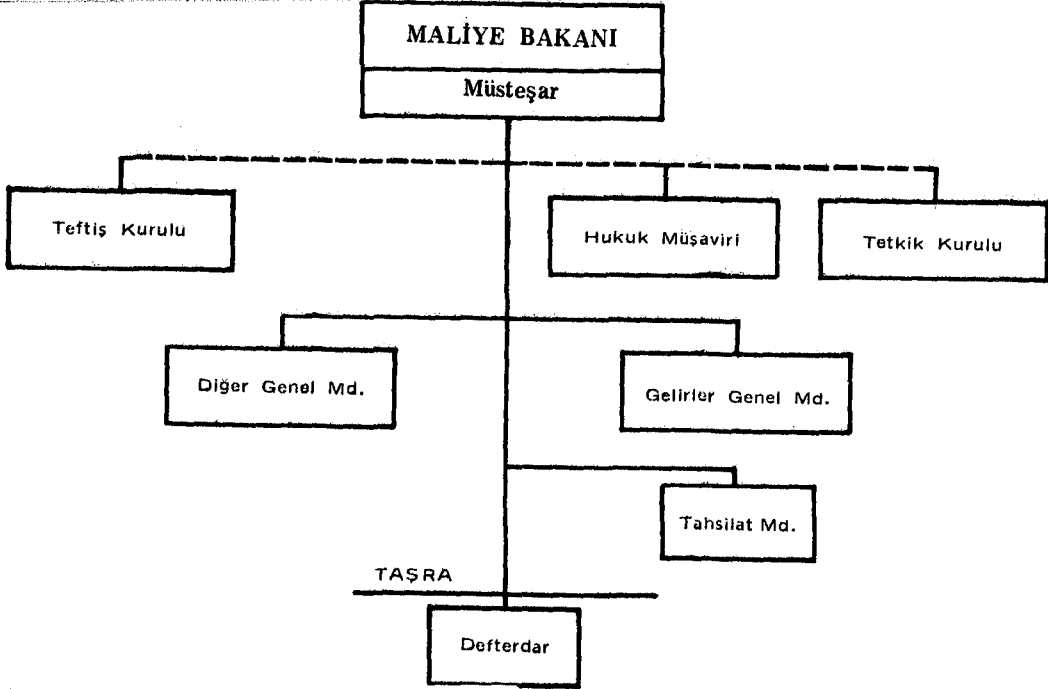 MALİYE BAKANI
Müsteşar
Teftiş Kurulu
Hukuk Müşaviri
Tetkik Kurulu
Diğer Genel Md.
Gelirler Genel Md.
Tahsilat Md.
TAŞRA
Defterdar